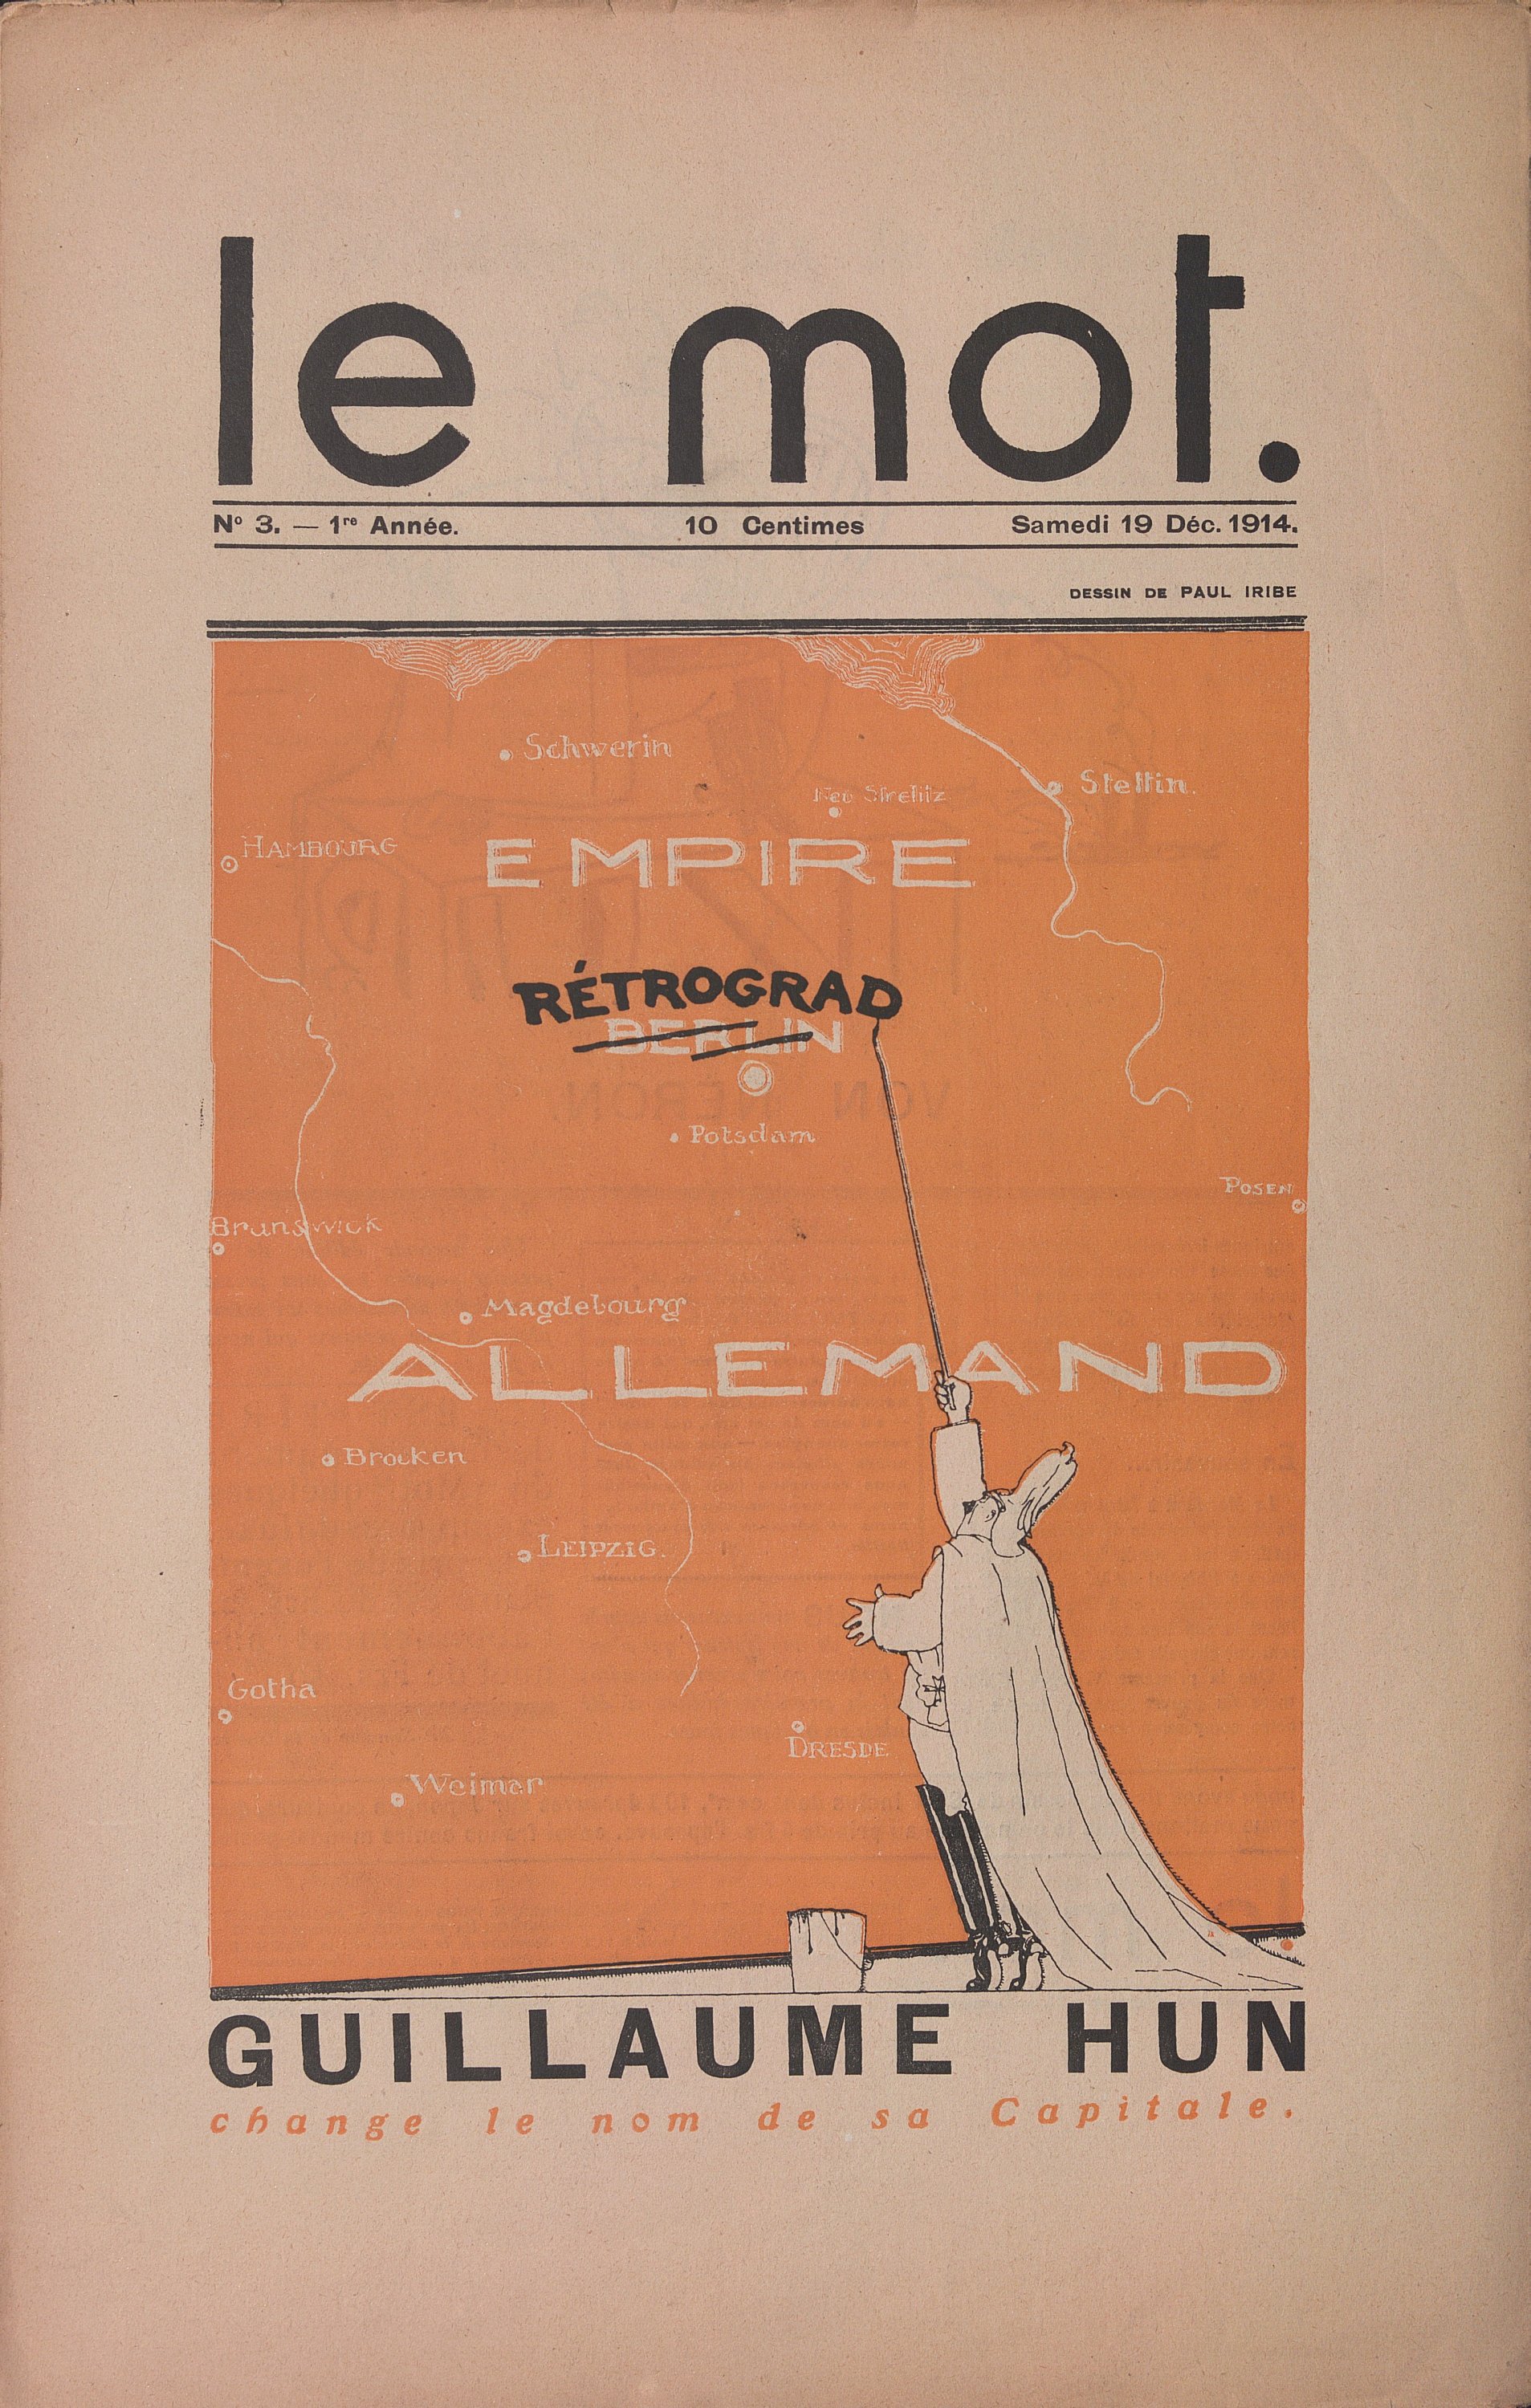 le mot.
Nº 3. — 1re Année.
10 Centimes
Samedi 19 Déc. 1914.
DESSIN DE PAUL IRIBE
Schwerin
Stettin.
Neu Strelitz
HAMBOURG
EMPIRE
RÉTROGRAD
BERLIN
Potsdam
POSEN
Brunswick
Magdebourg
ALLEMAND
Brocken
LEIPZIG.
Gotha
DRESDE
Weimar
GUILLAUME HUN
change le nom de sa Capitale.